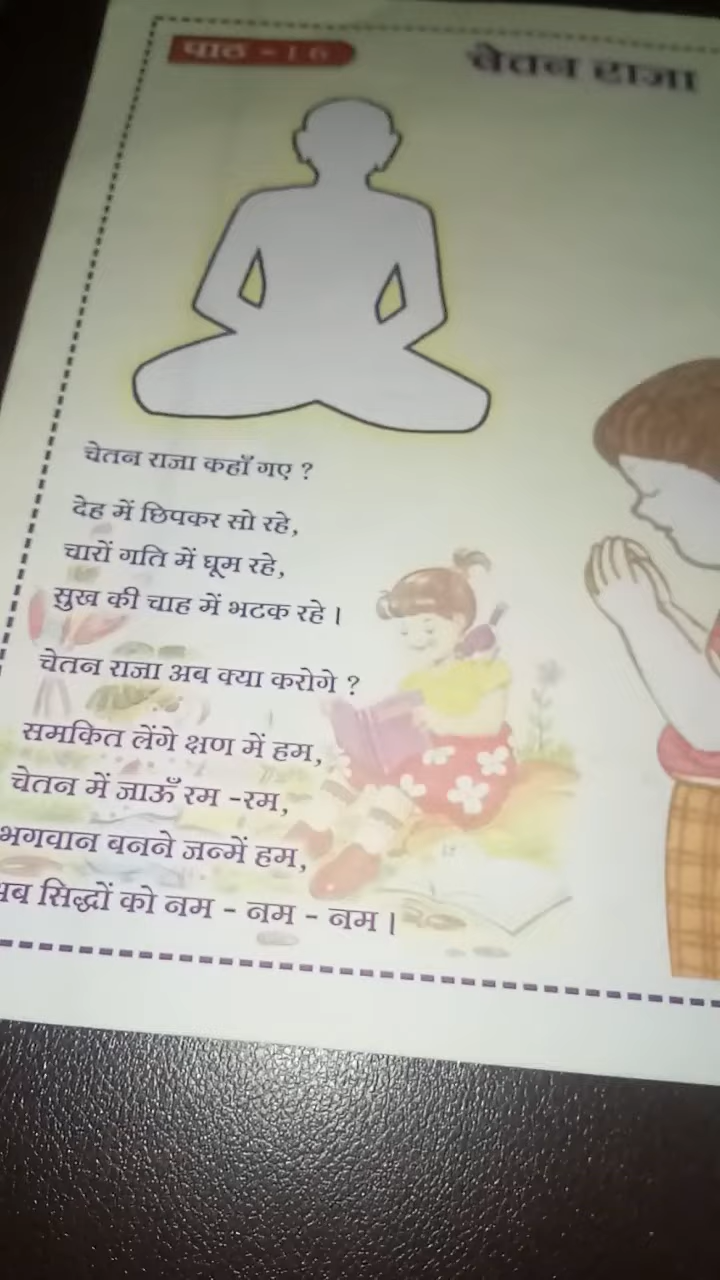 पाठ - 16
चेतन राजा
चेतन राजा कहाँ गए ?
देह में छिपकर सो रहे,
चारों गति में घूम रहे,
सुख की चाह में भटक रहे ।
चेतन राजा अब क्या करोगे ?
समकित लेंगे क्षण में हम,
चेतन में जाऊँ रम -रम,
भगवान बनने जन्में हम,
सिद्धों को नम - नम - नम ।